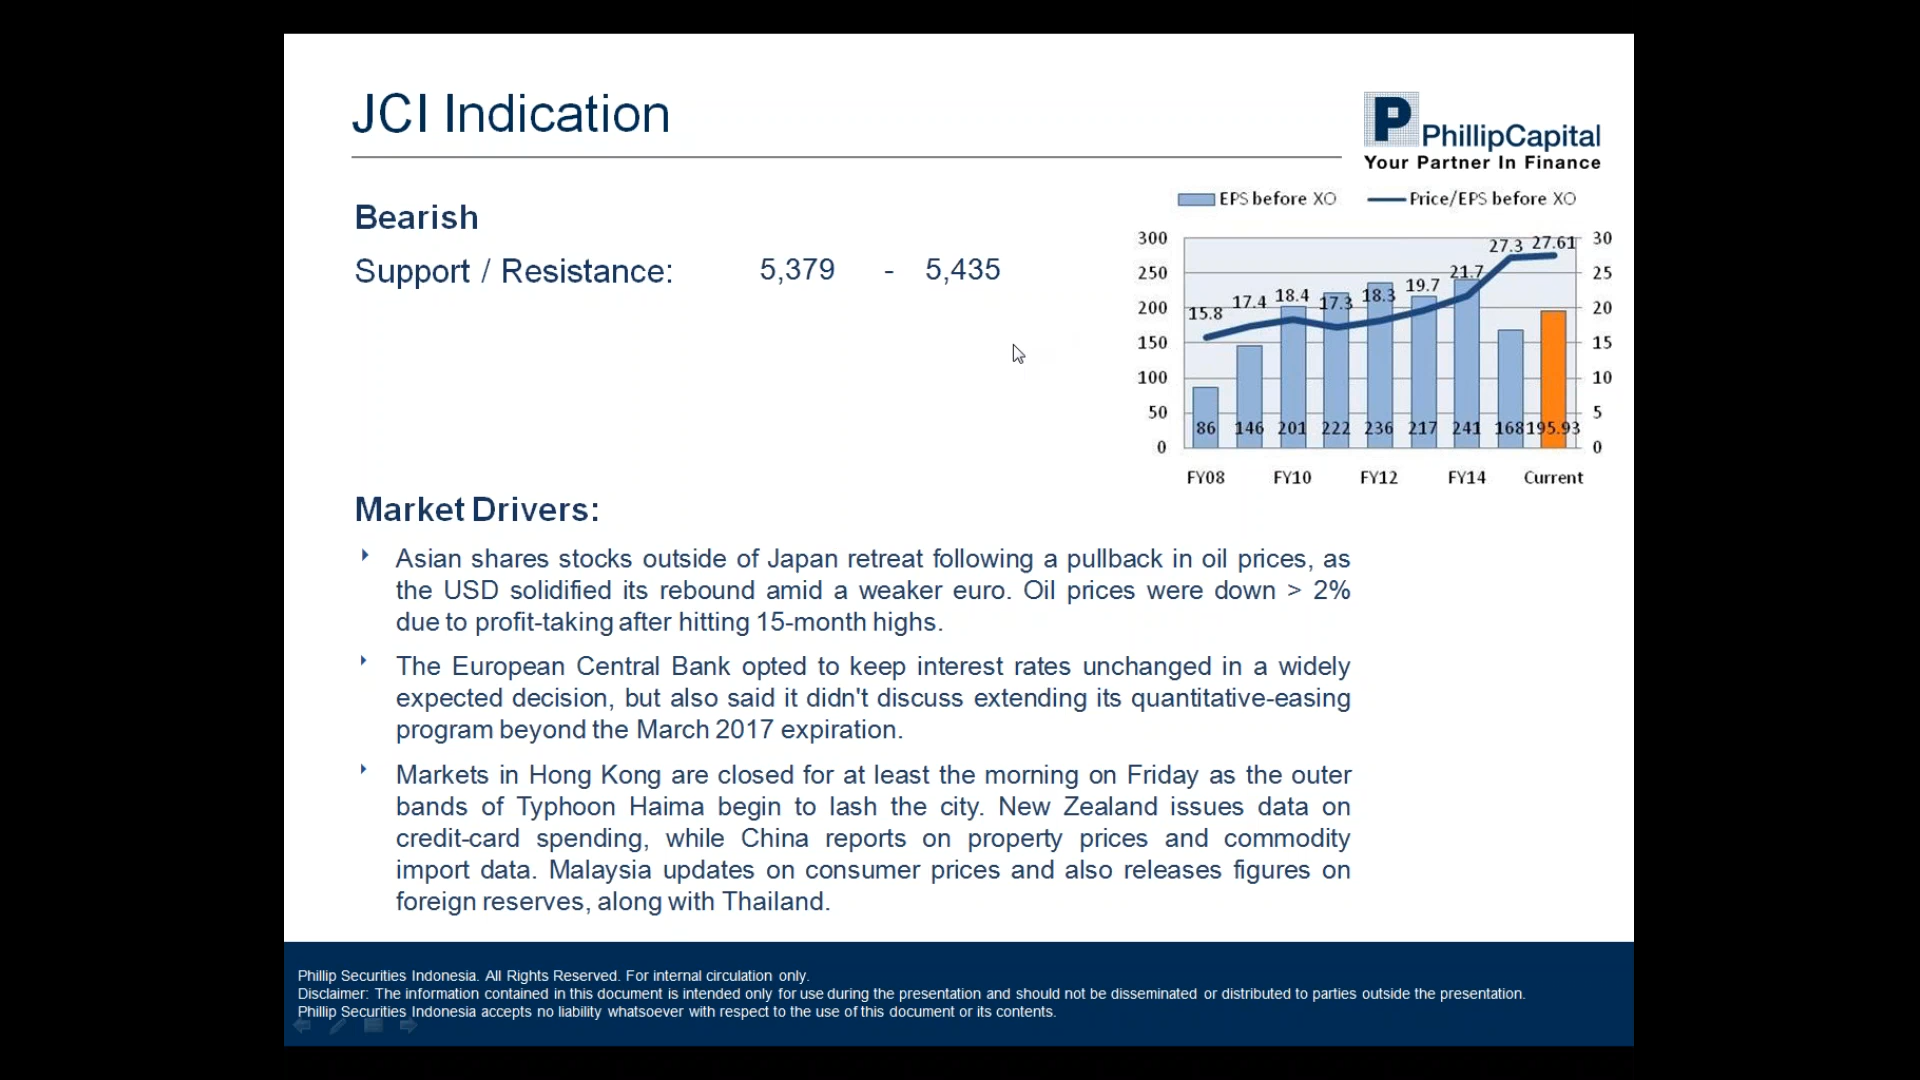 JCI Indication
P PhillipCapital
Your Partner In Finance
Bearish
Support / Resistance: 5,379 - 5,435
EPS before XO Price/EPS before XO
300 250 200 150 100 50 0
30 25 20 15 10 5 0
15.8 17.4 18.4 17.3 18.3 19.7 21.7 27.3 27.61
86 146 201 222 236 217 241 168 195.93
FY08 FY10 FY12 FY14 Current
Market Drivers:
Asian shares stocks outside of Japan retreat following a pullback in oil prices, as
the USD solidified its rebound amid a weaker euro. Oil prices were down > 2%
due to profit-taking after hitting 15-month highs.
The European Central Bank opted to keep interest rates unchanged in a widely
expected decision, but also said it didn't discuss extending its quantitative-easing
program beyond the March 2017 expiration.
Markets in Hong Kong are closed for at least the morning on Friday as the outer
bands of Typhoon Haima begin to lash the city. New Zealand issues data on
credit-card spending, while China reports on property prices and commodity
import data. Malaysia updates on consumer prices and also releases figures on
foreign reserves, along with Thailand.
Phillip Securities Indonesia. All Rights Reserved. For internal circulation only.
Disclaimer: The information contained in this document is intended only for use during the presentation and should not be disseminated or distributed to parties outside the presentation.
Phillip Securities Indonesia accepts no liability whatsoever with respect to the use of this document or its contents.